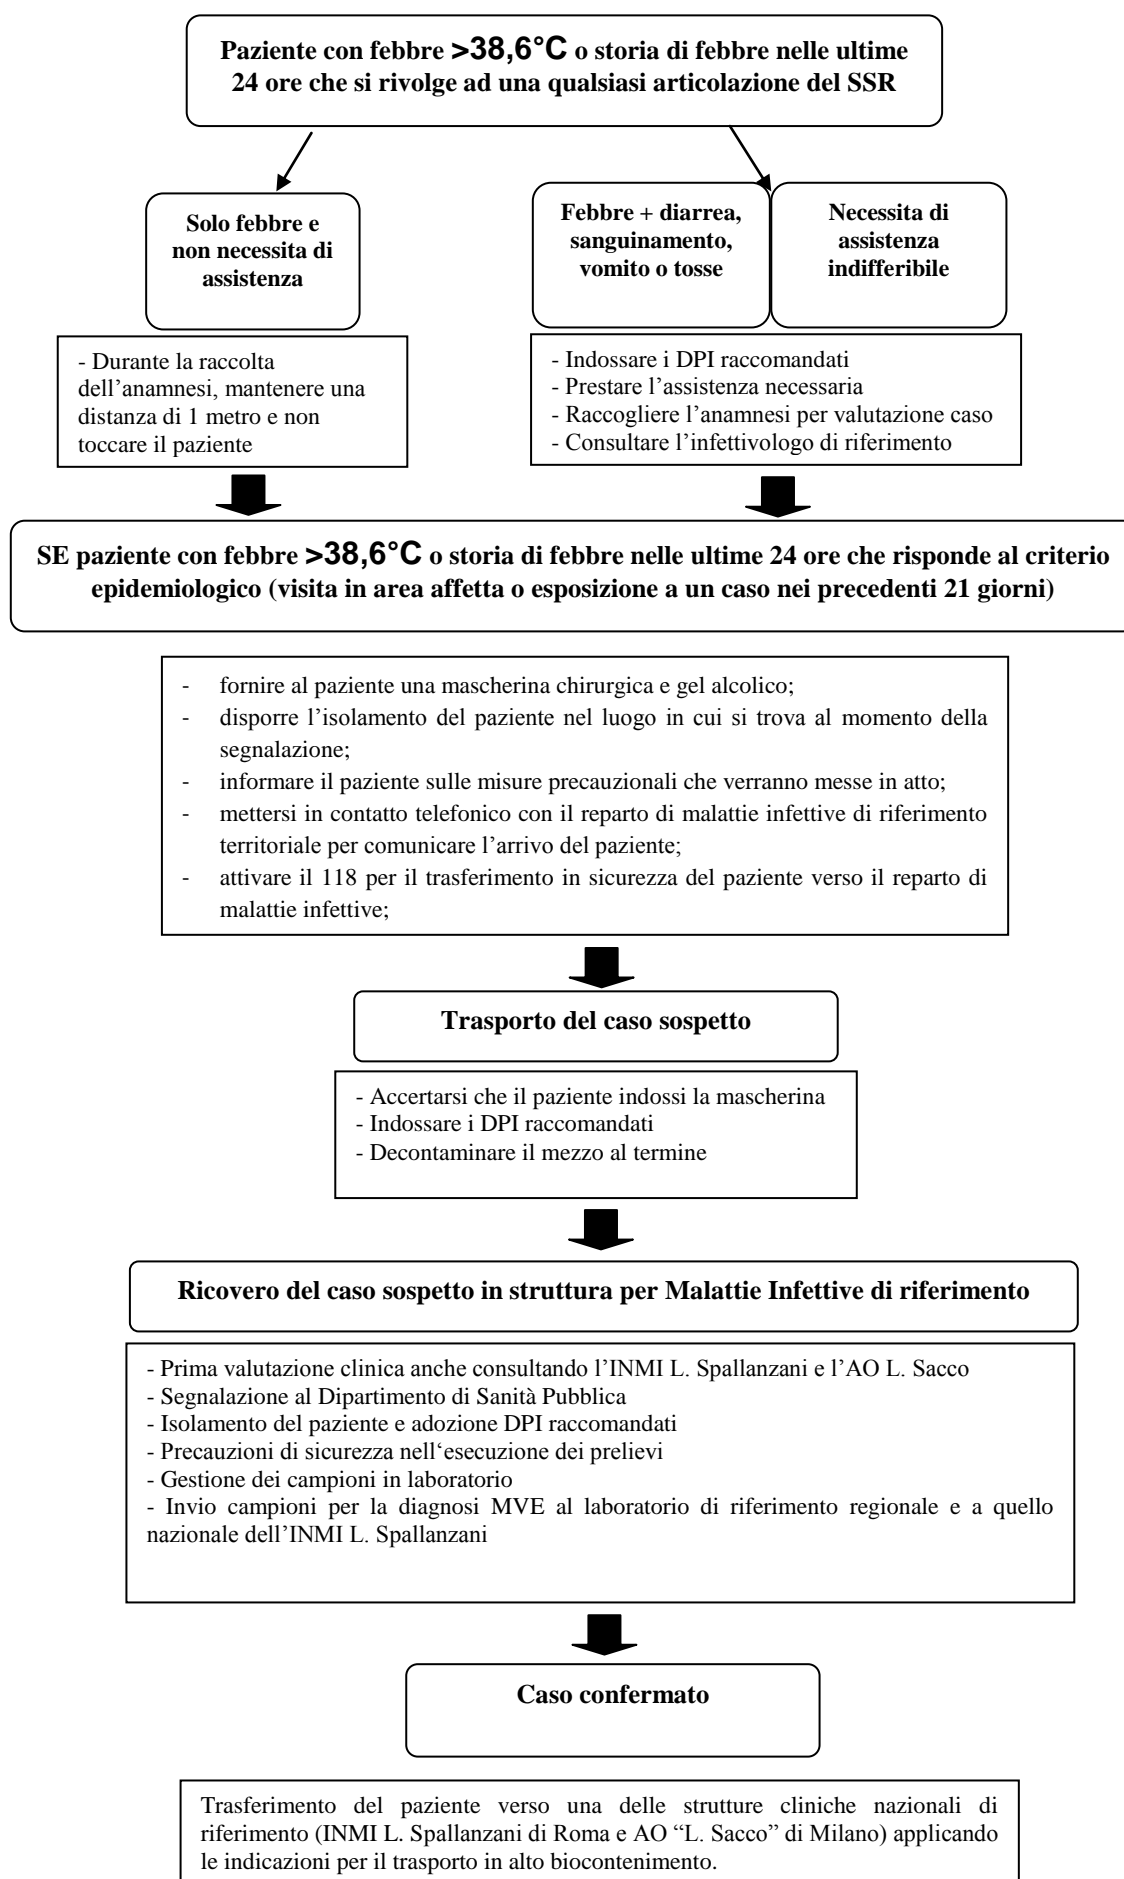 Paziente con febbre >38,6°C o storia di febbre nelle ultime
24 ore che si rivolge ad una qualsiasi articolazione del SSR
Solo febbre e
non necessita di
assistenza
Febbre + diarrea,
sanguinamento,
vomito o tosse
Necessita di
assistenza
indifferibile
- Durante la raccolta
dell’anamnesi, mantenere una
distanza di 1 metro e non
toccare il paziente
- Indossare i DPI raccomandati
- Prestare l’assistenza necessaria
- Raccogliere l’anamnesi per valutazione caso
- Consultare l’infettivologo di riferimento
SE paziente con febbre >38,6°C o storia di febbre nelle ultime 24 ore che risponde al criterio
epidemiologico (visita in area affetta o esposizione a un caso nei precedenti 21 giorni)
- fornire al paziente una mascherina chirurgica e gel alcolico;
- disporre l’isolamento del paziente nel luogo in cui si trova al momento della
segnalazione;
- informare il paziente sulle misure precauzionali che verranno messe in atto;
- mettersi in contatto telefonico con il reparto di malattie infettive di riferimento
territoriale per comunicare l’arrivo del paziente;
- attivare il 118 per il trasferimento in sicurezza del paziente verso il reparto di
malattie infettive;
Trasporto del caso sospetto
- Accertarsi che il paziente indossi la mascherina
- Indossare i DPI raccomandati
- Decontaminare il mezzo al termine
Ricovero del caso sospetto in struttura per Malattie Infettive di riferimento
- Prima valutazione clinica anche consultando l’INMI L. Spallanzani e l’AO L. Sacco
- Segnalazione al Dipartimento di Sanità Pubblica
- Isolamento del paziente e adozione DPI raccomandati
- Precauzioni di sicurezza nell‘esecuzione dei prelievi
- Gestione dei campioni in laboratorio
- Invio campioni per la diagnosi MVE al laboratorio di riferimento regionale e a quello
nazionale dell’INMI L. Spallanzani
Caso confermato
Trasferimento del paziente verso una delle strutture cliniche nazionali di
riferimento (INMI L. Spallanzani di Roma e AO “L. Sacco” di Milano) applicando
le indicazioni per il trasporto in alto biocontenimento.